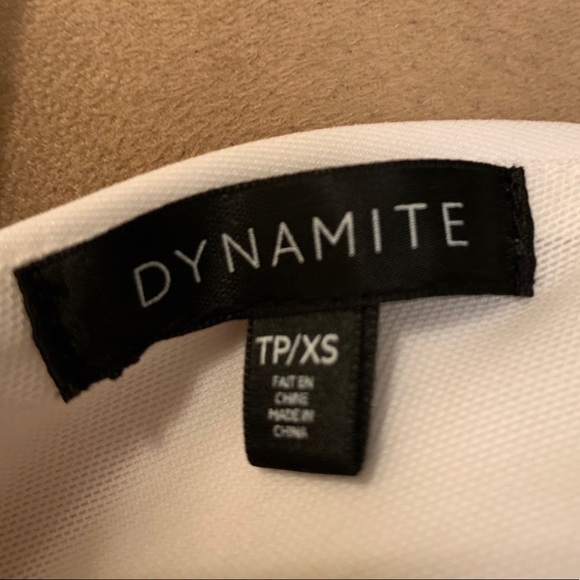 DYNAMITE
TP/XS
FAIT EN
CHINE
MADE IN
CHINA